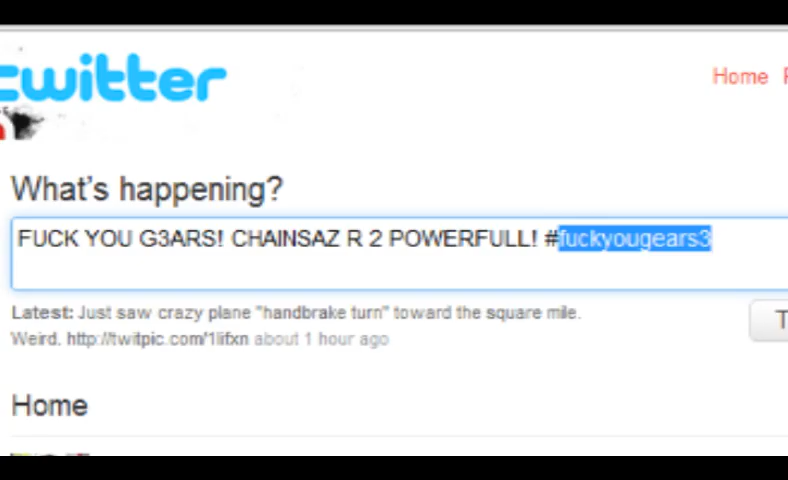 twitter
Home
What's happening?
FUCK YOU G3ARS! CHAINSAZ R 2 POWERFULL! #fuckyougears3
Latest: Just saw crazy plane "handbrake turn" toward the square mile.
Weird. http://twitpic.com/1lifxn about 1 hour ago
Home